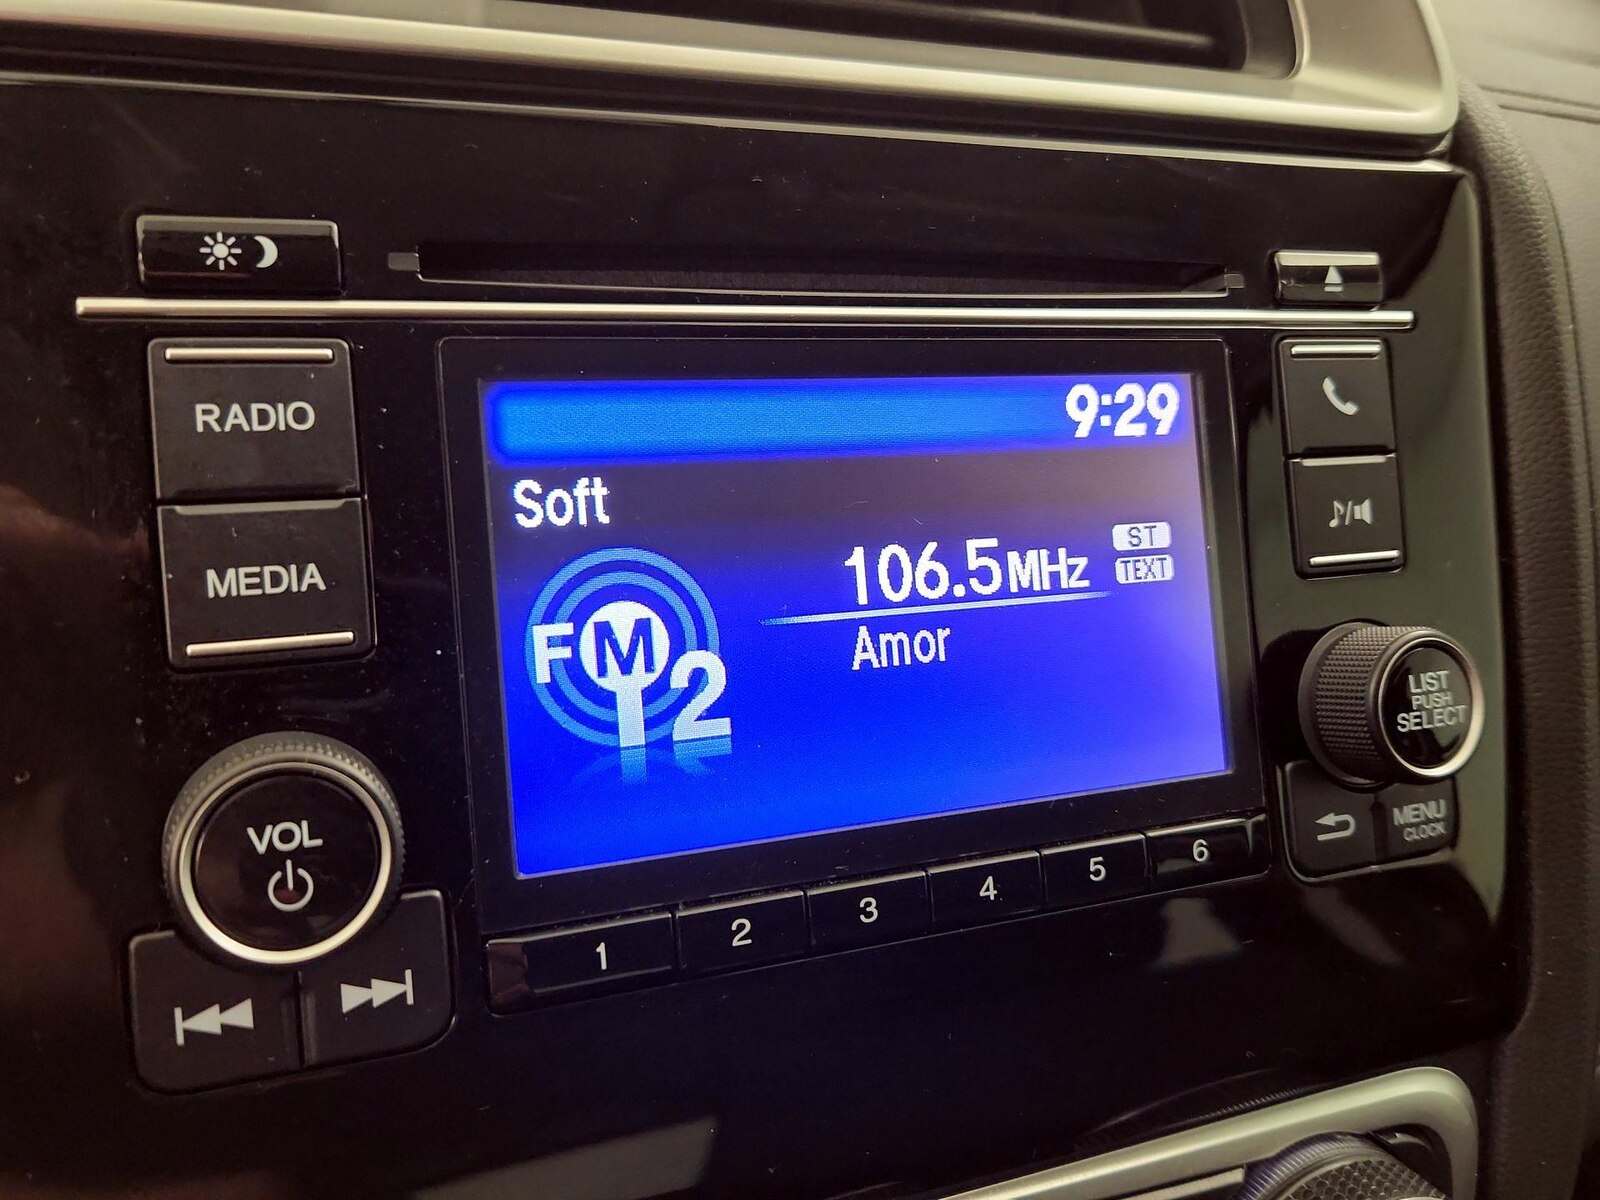 RADIO
MEDIA
VOL
9:29
Soft
106.5MHz
ST
TEXT
FM
2
Amor
LIST
PUSH
SELECT
MENU
CLOCK
1
2
3
4
5
6